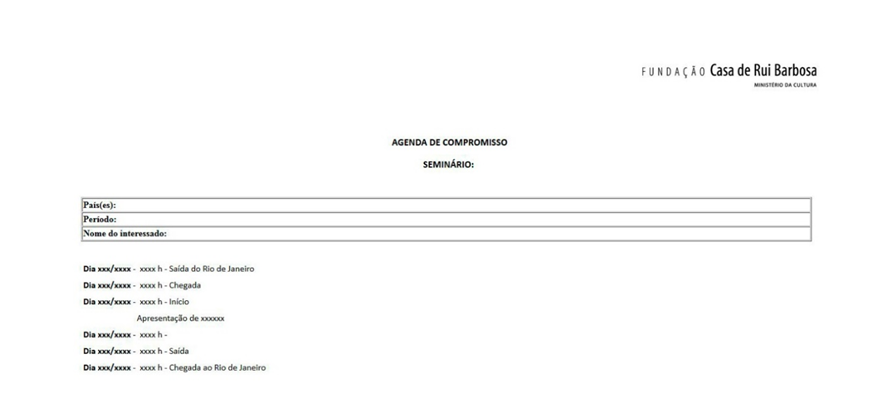 FUNDAÇÃO Casa de Rui Barbosa
MINISTÉRIO DA CULTURA
AGENDA DE COMPROMISSO
SEMINÁRIO:
País(es):
Período:
Nome do interessado:
Dia xxx/xxxx - xxxx h - Saída do Rio de Janeiro
Dia xxx/xxxx - xxxx h - Chegada
Dia xxx/xxxx - xxxx h - Início
Apresentação de xxxxxx
Dia xxx/xxxx - xxxx h -
Dia xxx/xxxx - xxxx h - Saída
Dia xxx/xxxx - xxxx h - Chegada ao Rio de Janeiro